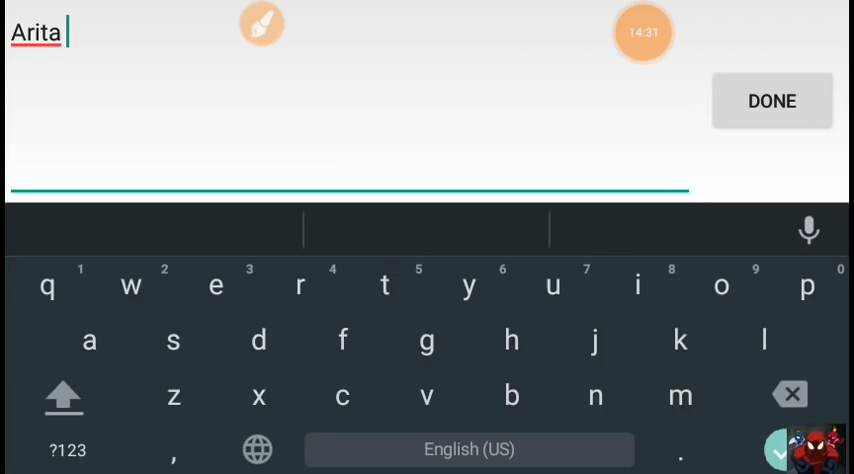 Arita
14:31
DONE
q 1 w 2 e 3 r 4 t 5 y 6 u 7 i 8 o 9 p 0
a s d f g h j k l
z x c v b n m
?123 , English (US) .